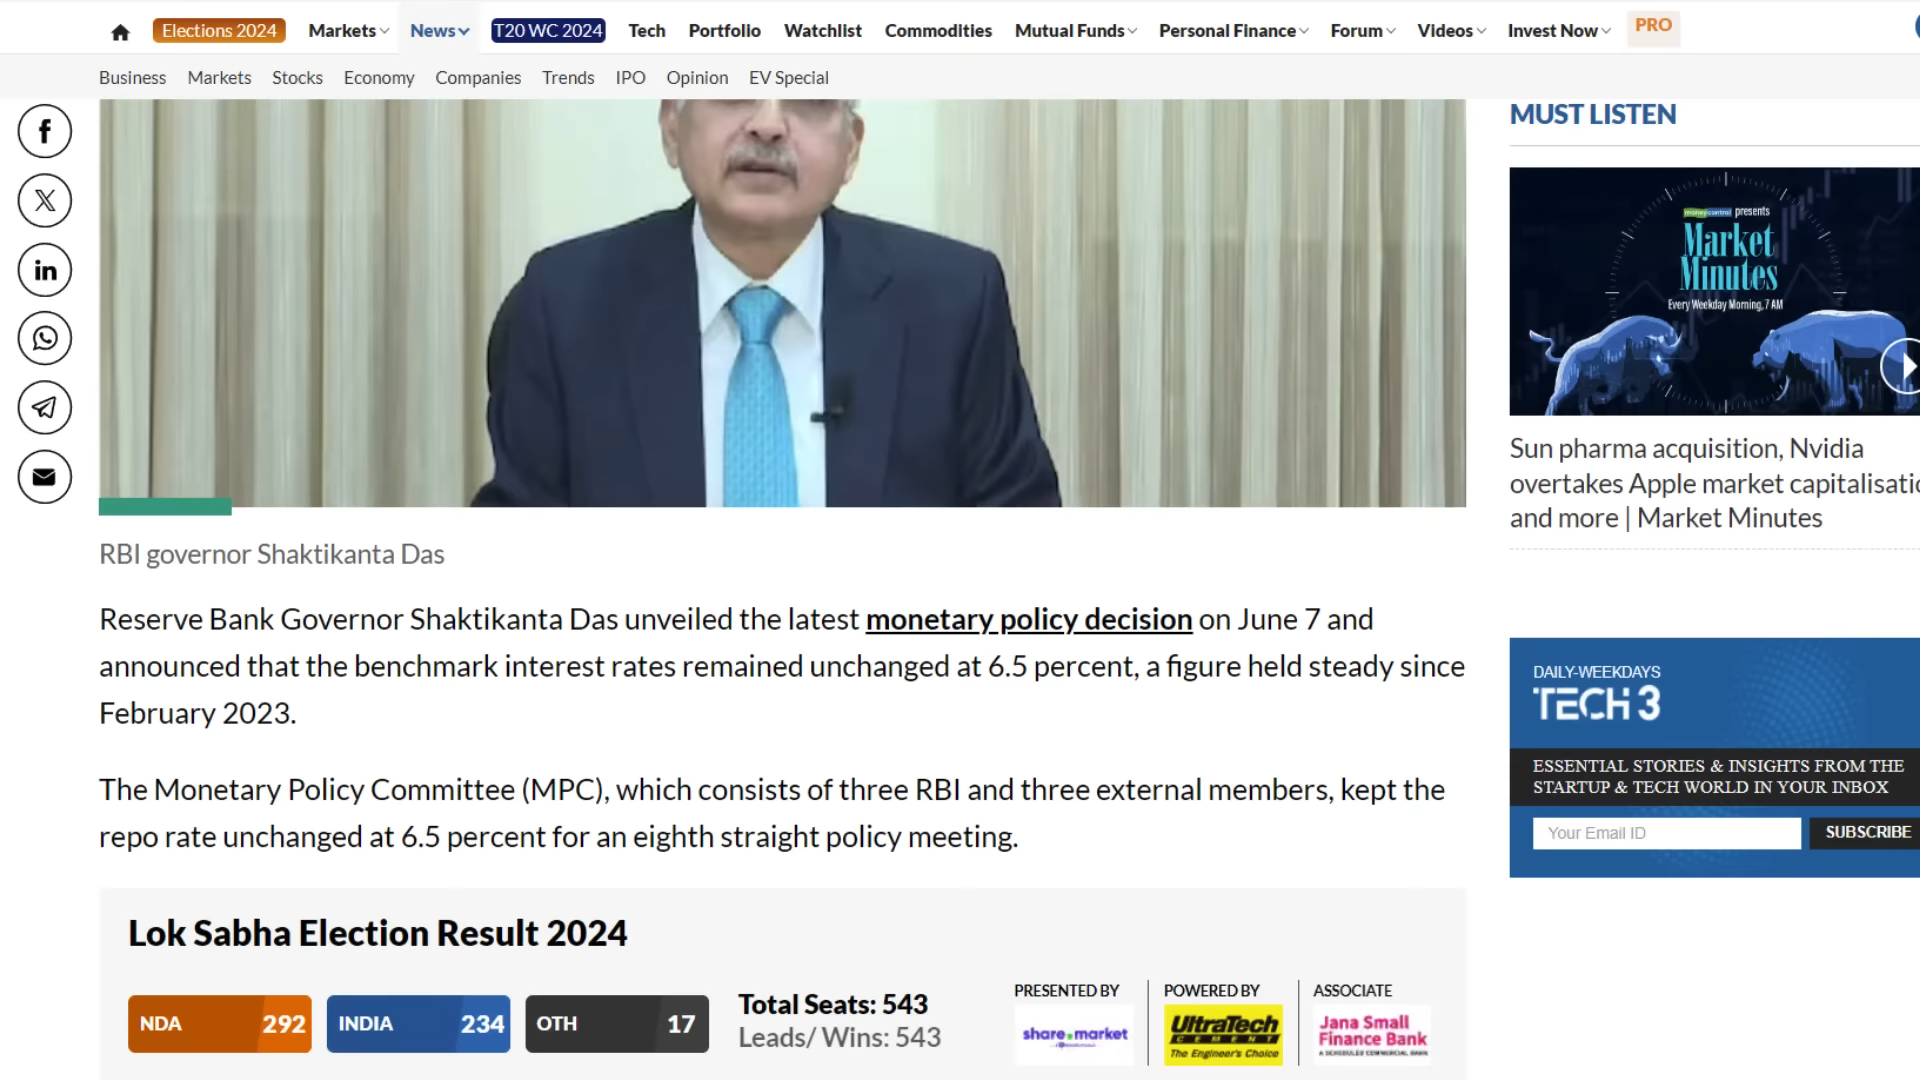 Elections 2024 Markets News T20 WC 2024 Tech Portfolio Watchlist Commodities Mutual Funds Personal Finance Forum Videos Invest Now PRO
Business Markets Stocks Economy Companies Trends IPO Opinion EV Special
MUST LISTEN
moneycontrol presents
Market
Minutes
Every Weekday Morning, 7 AM
Sun pharma acquisition, Nvidia
overtakes Apple market
and more | Market Minutes
RBI governor Shaktikanta Das
Reserve Bank Governor Shaktikanta Das unveiled the latest monetary policy decision on June 7 and
announced that the benchmark interest rates remained unchanged at 6.5 percent, a figure held steady since
February 2023.
The Monetary Policy Committee (MPC), which consists of three RBI and three external members, kept the
repo rate unchanged at 6.5 percent for an eighth straight policy meeting.
DAILY-WEEKDAYS
TECH 3
ESSENTIAL STORIES & INSIGHTS FROM THE
STARTUP & TECH WORLD IN YOUR INBOX
Your Email ID SUBSCRIBE
Lok Sabha Election Result 2024
NDA 292 INDIA 234 OTH 17
Total Seats: 543
Leads/ Wins: 543
PRESENTED BY
share.market
POWERED BY
UltraTech
CEMENT
The Engineer's Choice
ASSOCIATE
Jana Small
Finance Bank
A SCHEDULED COMMERCIAL BANK